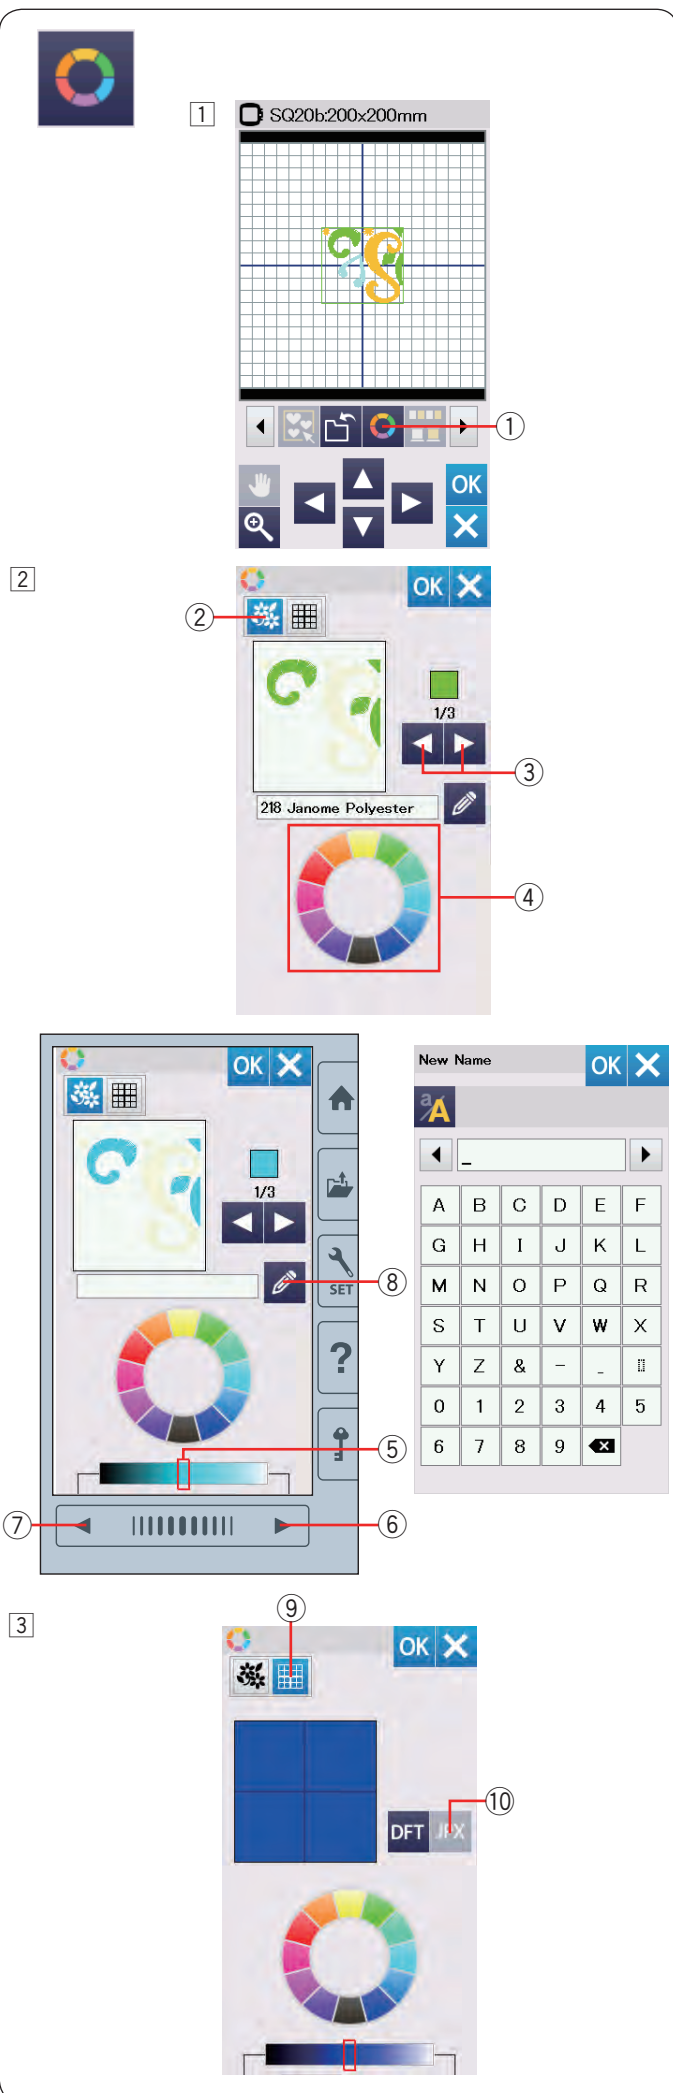 1
SQ20b:200x200mm
①
OK
2
OK
②
1/3
③
218 Janome Polyester
④
OK
1/3
SET
?
⑧
⑤
⑦
⑥
New Name OK
a/A
_
A B C D E F
G H I J K L
M N O P Q R
S T U V W X
Y Z & - _
0 1 2 3 4 5
6 7 8 9
3
⑨
OK
⑩
DFT JPX